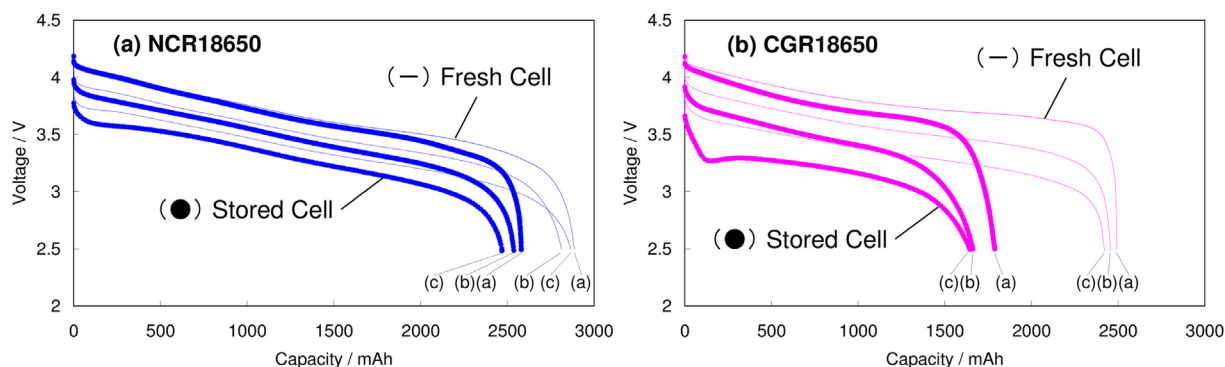 (a) NCR18650
(—) Fresh Cell
(●) Stored Cell
(c) (b) (a) (b) (c) (a)
4.5
4
3.5
3
2.5
2
Voltage / V
0 500 1000 1500 2000 2500 3000
Capacity / mAh
(b) CGR18650
(—) Fresh Cell
(●) Stored Cell
(c) (b) (a) (c) (b) (a)
4.5
4
3.5
3
2.5
2
Voltage / V
0 500 1000 1500 2000 2500 3000
Capacity / mAh